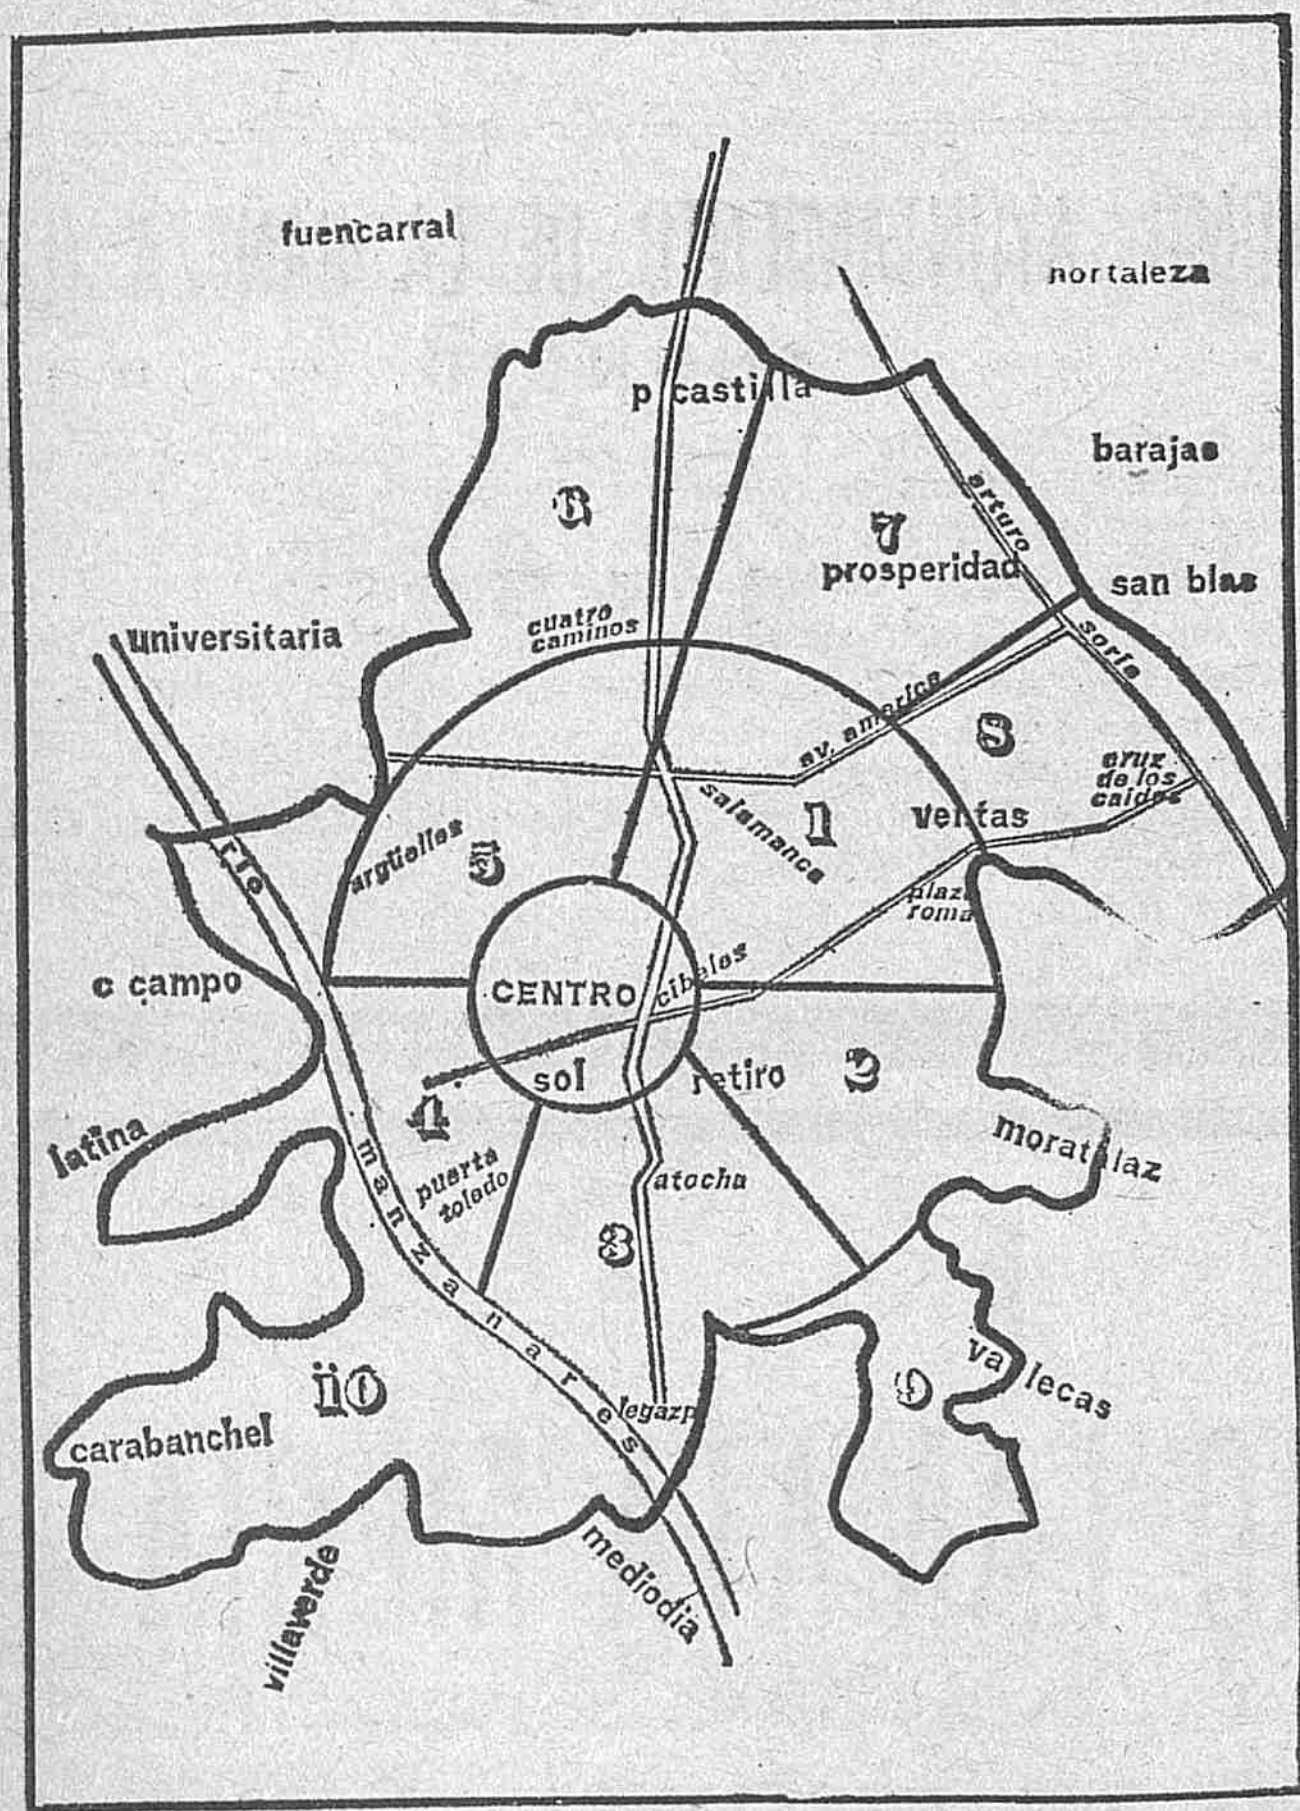 fuencarral
nortaleza
p castilla
barajas
6
arturo
7
prosperidad
san blas
cuatro
caminos
universitaria
soria
av. america
8
cruz
de los
caidos
salamanca
1
ventas
argüelles
5
rio
plaza
roma
c campo
CENTRO
cibeles
sol
retiro
2
4
latina
manzanares
puerta
toledo
atocha
moratalaz
3
vallecas
10
9
legazpi
carabanchel
villaverde
mediodia